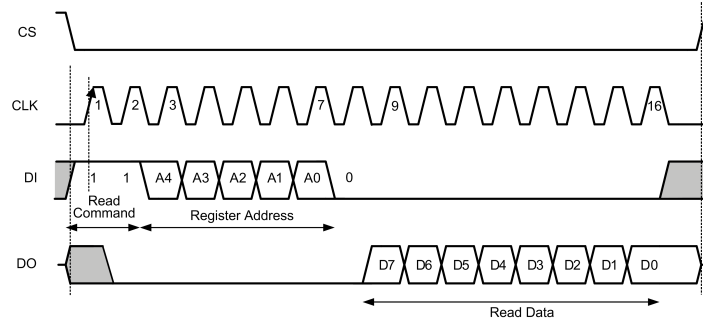 CS
CLK 1 2 3 7 9 16
DI 1 1 A4 A3 A2 A1 A0 0
Read
Command
Register Address
DO D7 D6 D5 D4 D3 D2 D1 D0
Read Data